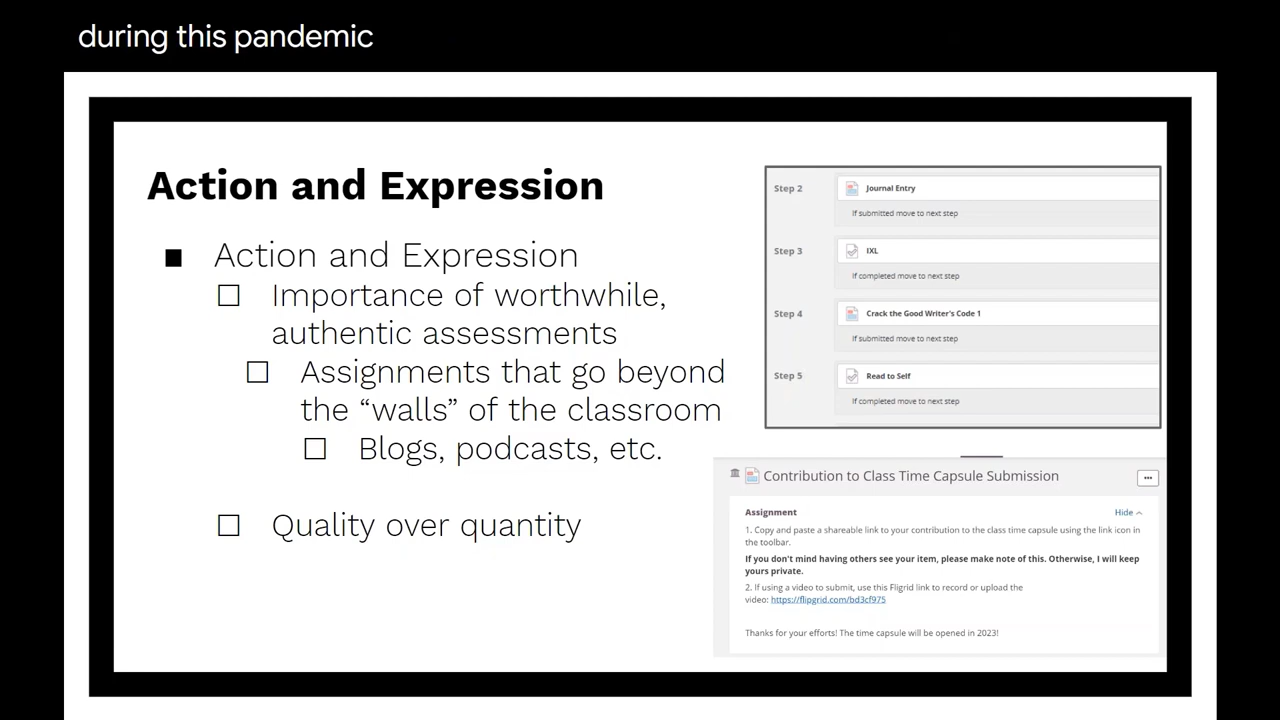 during this pandemic
Action and Expression
Action and Expression
Importance of worthwhile,
authentic assessments
Assignments that go beyond
the “walls” of the classroom
Blogs, podcasts, etc.
Quality over quantity
Step 2
Journal Entry
If submitted move to next step
Step 3
IXL
If completed move to next step
Step 4
Crack the Good Writer's Code 1
If submitted move to next step
Step 5
Read to Self
If completed move to next step
Contribution to Class Time Capsule Submission
Assignment
Hide
1. Copy and paste a shareable link to your contribution to the class time capsule using the link icon in
the toolbar.
If you don't mind having others see your item, please make note of this. Otherwise, I will keep
yours private.
2. If using a video to submit, use this Fligrid link to record or upload the
video: https://flipgrid.com/bd3cf975
Thanks for your efforts! The time capsule will be opened in 2023!